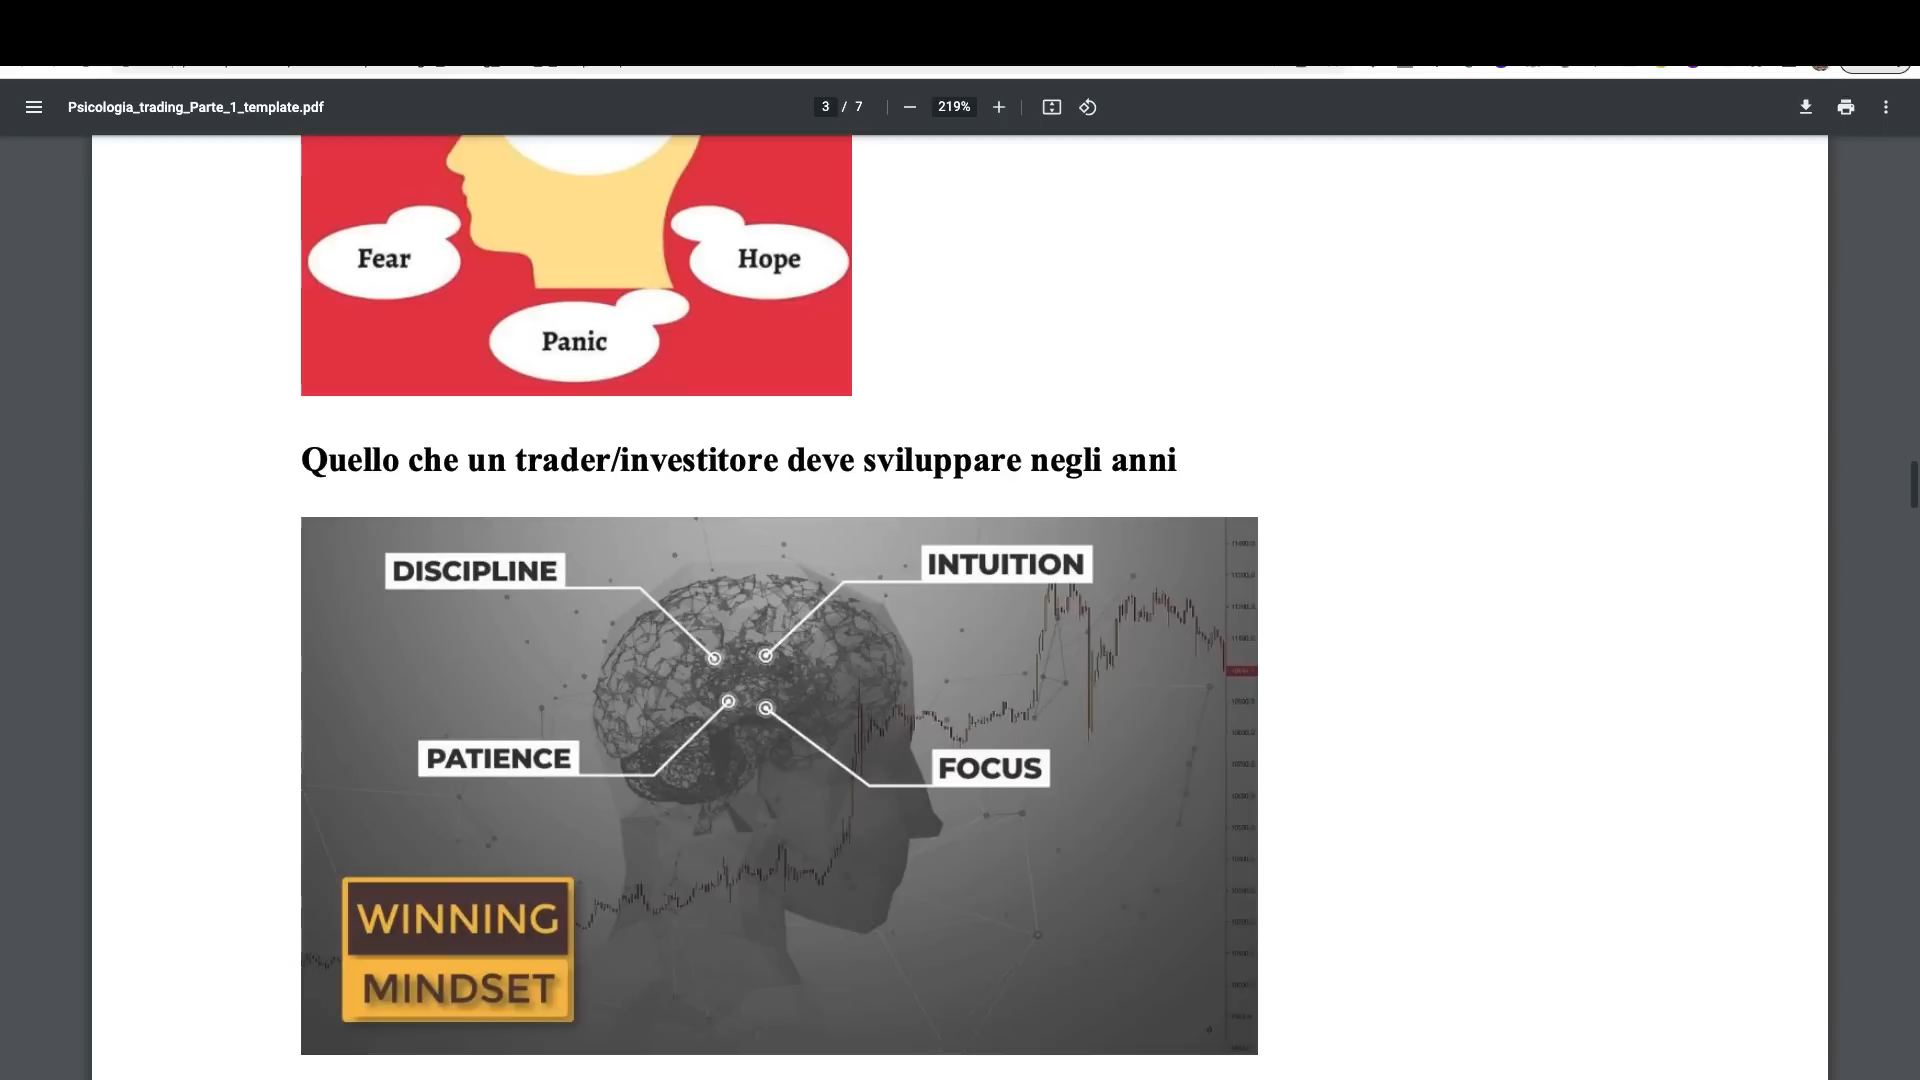 Psicologia_trading_Parte_1_template.pdf
3 / 7
219%
Fear
Hope
Panic
Quello che un trader/investitore deve sviluppare negli anni
DISCIPLINE
INTUITION
PATIENCE
FOCUS
WINNING
MINDSET